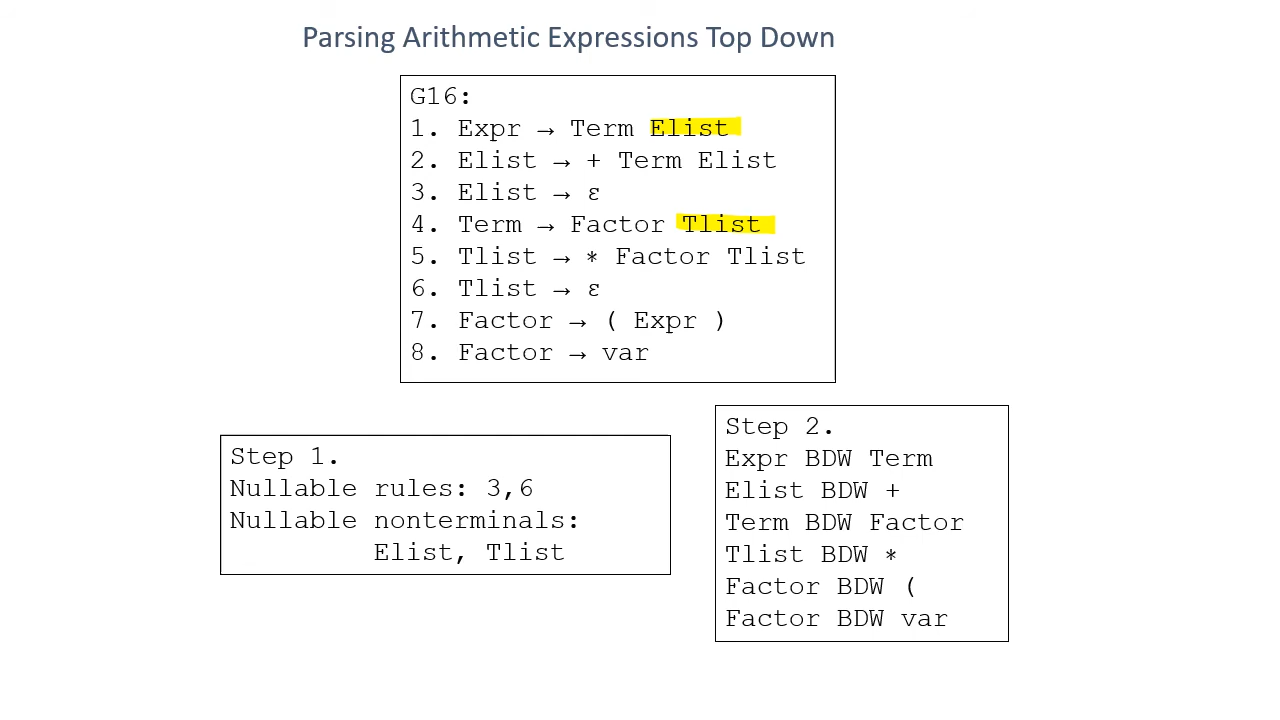 Parsing Arithmetic Expressions Top Down
G16:
1. Expr → Term Elist
2. Elist → + Term Elist
3. Elist → ε
4. Term → Factor Tlist
5. Tlist → * Factor Tlist
6. Tlist → ε
7. Factor → ( Expr )
8. Factor → var
Step 1.
Nullable rules: 3,6
Nullable nonterminals:
Elist, Tlist
Step 2.
Expr BDW Term
Elist BDW +
Term BDW Factor
Tlist BDW *
Factor BDW (
Factor BDW var